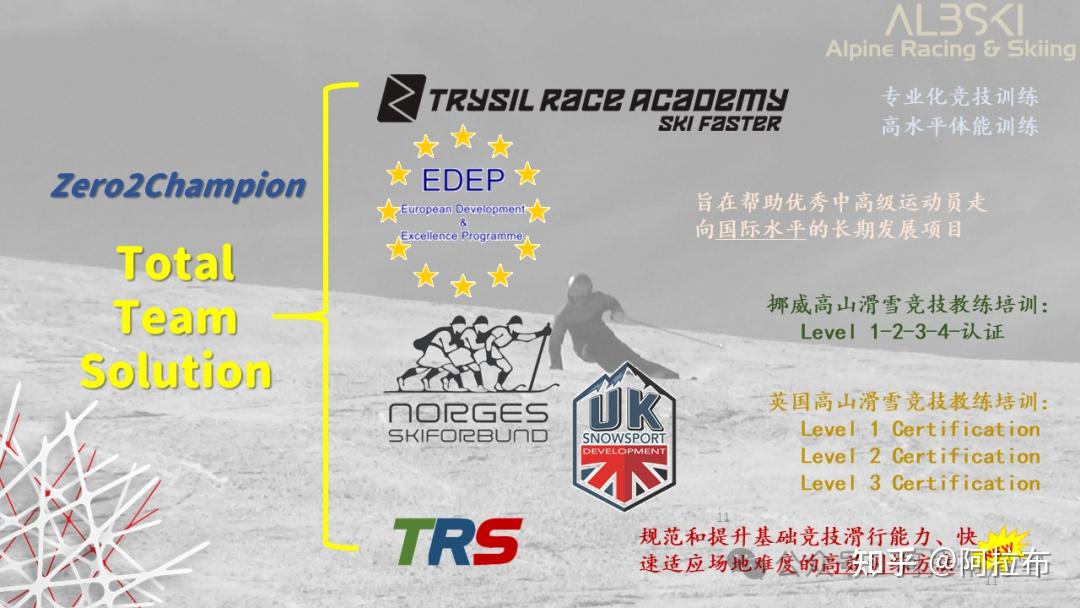 ALBSKI
Alpine Racing & Skiing
TRYSIL RACE ACADEMY
SKI FASTER
专业化竞技训练
高水平体能训练
Zero2Champion
EDEP
European Development
&
Excellence Programme
旨在帮助优秀中高级运动员走
向国际水平的长期发展项目
Total
Team
Solution
挪威高山滑雪竞技教练培训：
Level 1-2-3-4-认证
NORGES
SKIFORBUND
UK
SNOWSPORT
DEVELOPMENT
英国高山滑雪竞技教练培训：
Level 1 Certification
Level 2 Certification
Level 3 Certification
11
TRS
规范和提升基础竞技滑行能力、快
速适应场地难度的高效训练方
知乎 @阿拉布
11